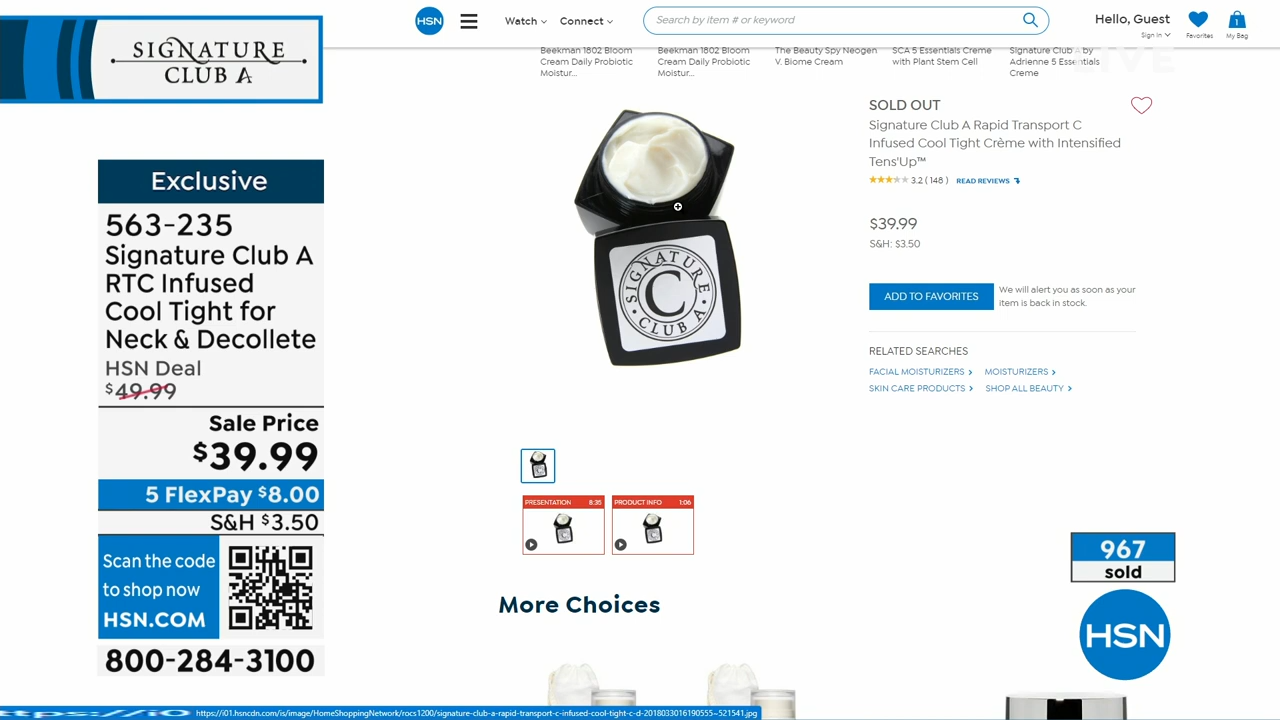 SIGNATURE
CLUB A
Exclusive
563-235
Signature Club A
RTC Infused
Cool Tight for
Neck & Decollete
HSN Deal
$49.99
Sale Price
$39.99
5 FlexPay $8.00
S&H $3.50
Scan the code
to shop now
HSN.COM
800-284-3100
HSN
Watch
Connect
Search by item # or keyword
Hello, Guest
Sign in
Favorites
1
My Bag
LIVE
Beekman 1802 Bloom
Cream Daily Probiotic
Moistur...
Beekman 1802 Bloom
Cream Daily Probiotic
Moistur...
The Beauty Spy Neogen
V. Biome Cream
SCA 5 Essentials Creme
with Plant Stem Cell
Signature Club A by
Adrienne 5 Essentials
Creme
SIGNATURE
C
CLUB A
SOLD OUT
Signature Club A Rapid Transport C
Infused Cool Tight Crème with Intensified
Tens'Up™
3.2 ( 148 ) READ REVIEWS
$39.99
S&H: $3.50
ADD TO FAVORITES
We will alert you as soon as your
item is back in stock.
RELATED SEARCHES
FACIAL MOISTURIZERS
MOISTURIZERS
SKIN CARE PRODUCTS
SHOP ALL BEAUTY
PRESENTATION 8:35
PRODUCT INFO 1:06
More Choices
967
sold
HSN
https://i01.hsncdn.com/is/image/HomeShoppingNetwork/rocs1200/signature-club-a-rapid-transport-c-infused-cool-tight-c-d-2018033016190555~521541.jpg